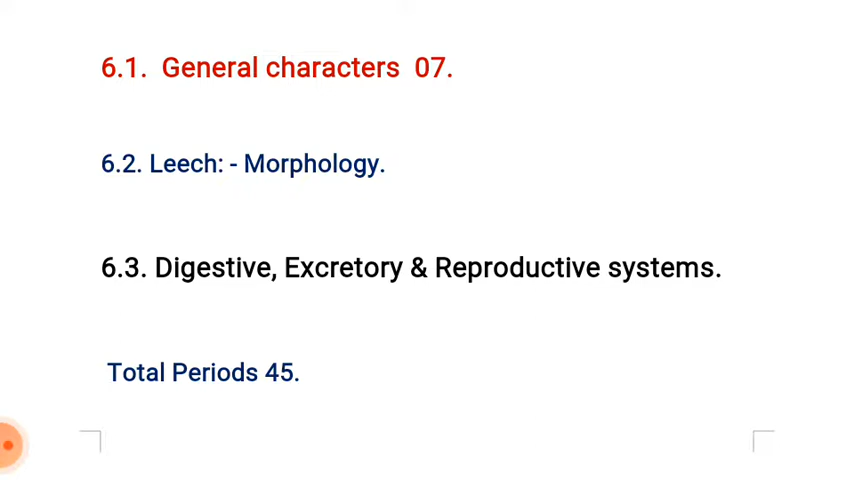 6.1. General characters 07.
6.2. Leech: - Morphology.
6.3. Digestive, Excretory & Reproductive systems.
Total Periods 45.